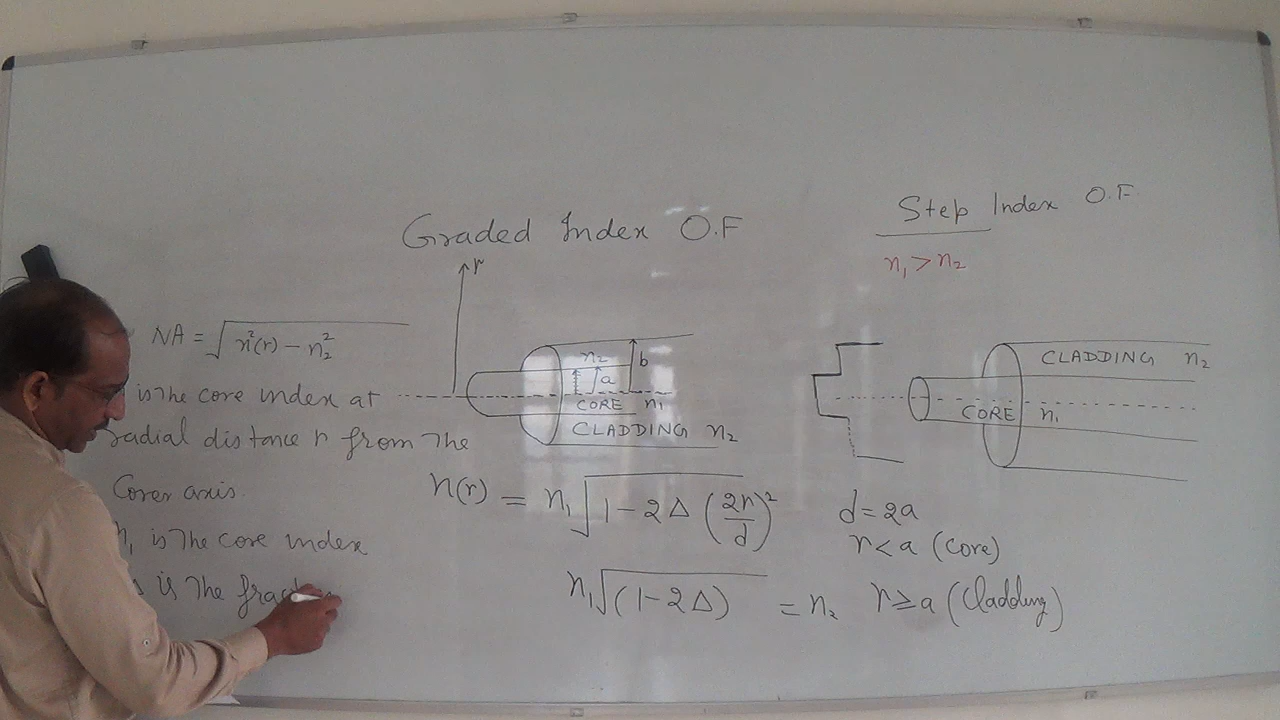 Graded Index O.F
Step Index O.F
n₁ > n₂
r
NA = √(n²(r) − n₂²)
is the core index at
radial distance r from the
Corer axis.
n₁ is the core index
is the
n₂
b
a
CORE n₁
CLADDING n₂
CLADDING n₂
CORE n₁
n(r) = n₁√(1−2Δ(2r/d)²)
d = 2a
r < a (Core)
n₁√(1−2Δ) = n₂ r ≥ a (Cladding)